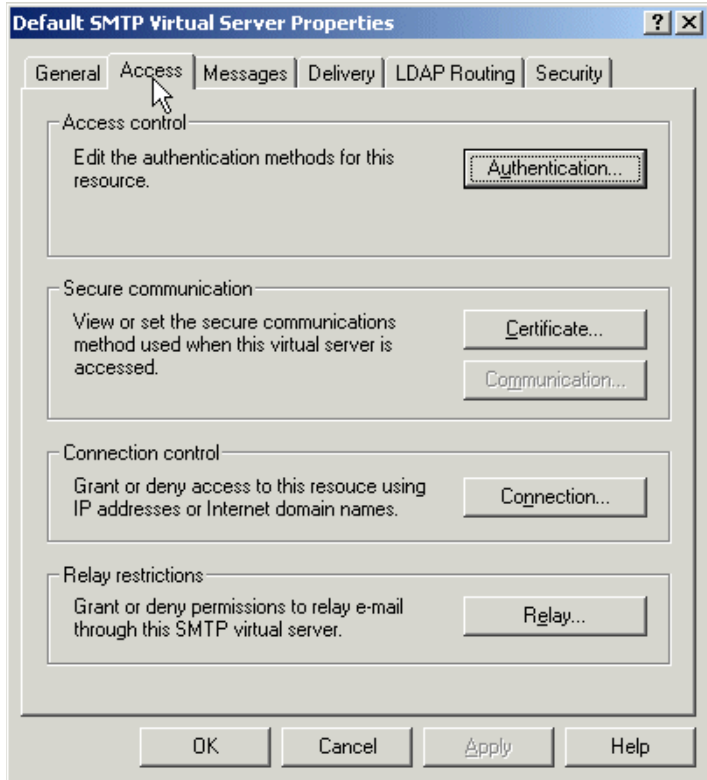 Default SMTP Virtual Server Properties
General Access Messages Delivery LDAP Routing Security
Access control
Edit the authentication methods for this
resource.
Authentication...
Secure communication
View or set the secure communications
method used when this virtual server is
accessed.
Certificate...
Communication...
Connection control
Grant or deny access to this resouce using
IP addresses or Internet domain names.
Connection...
Relay restrictions
Grant or deny permissions to relay e-mail
through this SMTP virtual server.
Relay...
OK Cancel Apply Help